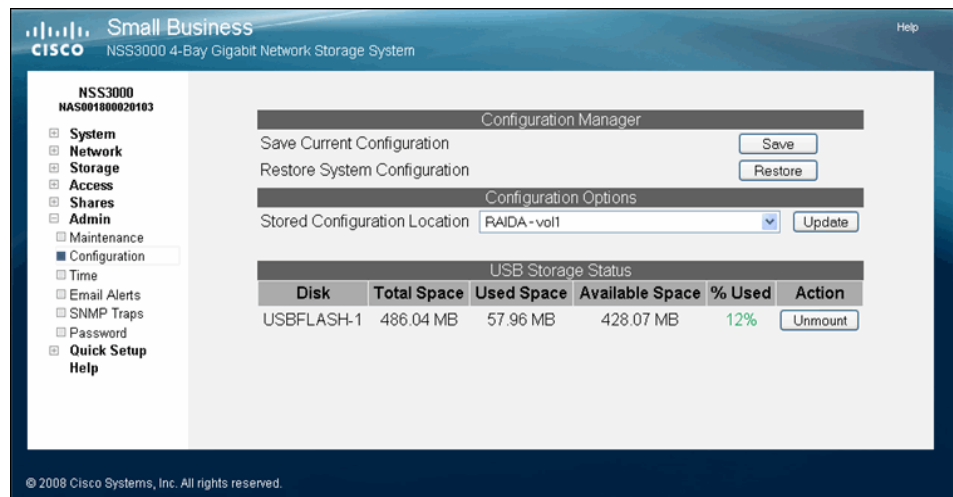 Small Business
CISCO NSS3000 4-Bay Gigabit Network Storage System
Help
NSS3000
NAS001800020103
System
Network
Storage
Access
Shares
Admin
Maintenance
Configuration
Time
Email Alerts
SNMP Traps
Password
Quick Setup
Help
Configuration Manager
Save Current Configuration Save
Restore System Configuration Restore
Configuration Options
Stored Configuration Location RAIDA-vol1 Update
USB Storage Status
Disk Total Space Used Space Available Space % Used Action
USBFLASH-1 486.04 MB 57.96 MB 428.07 MB 12% Unmount
© 2008 Cisco Systems, Inc. All rights reserved.